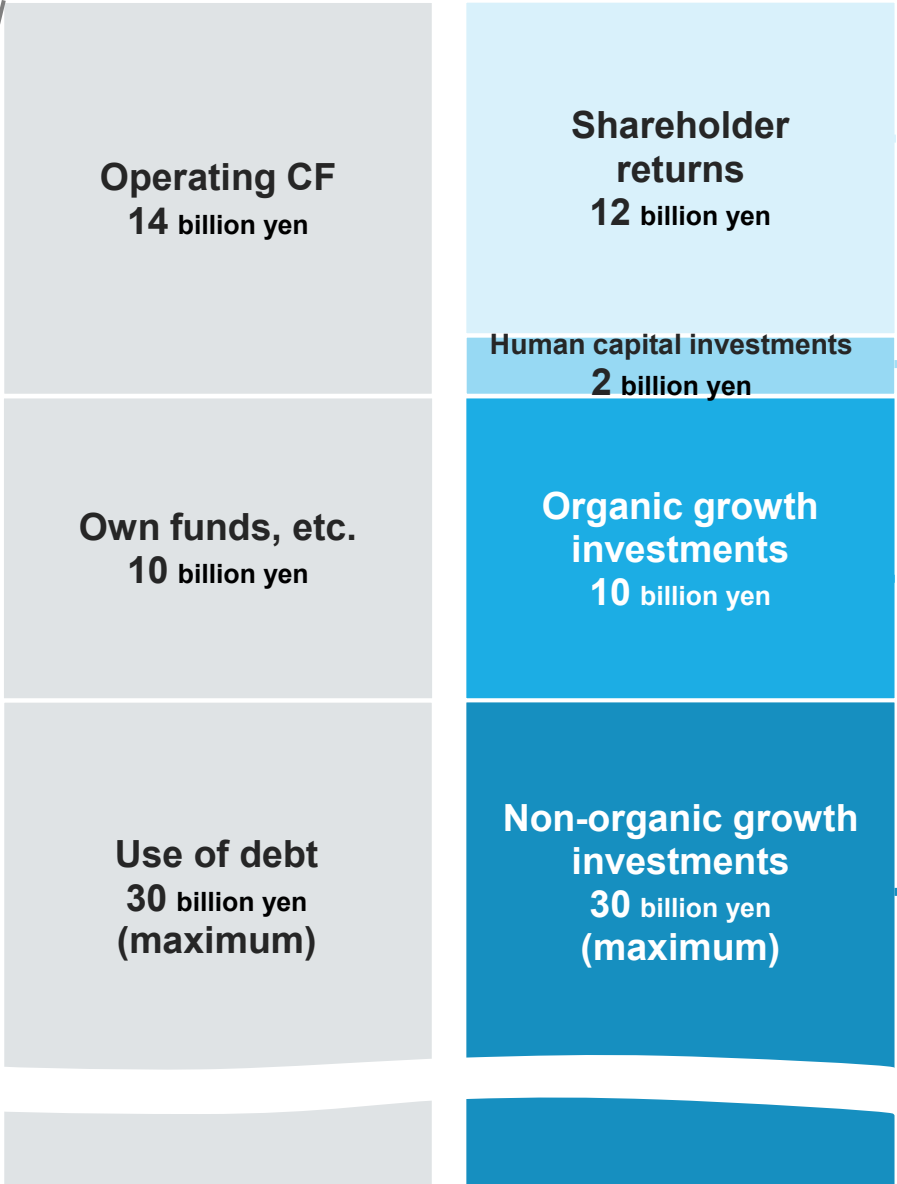 Operating CF
14 billion yen
Own funds, etc.
10 billion yen
Use of debt
30 billion yen
(maximum)
Shareholder
returns
12 billion yen
Human capital investments
2 billion yen
Organic growth
investments
10 billion yen
Non-organic growth
investments
30 billion yen
(maximum)